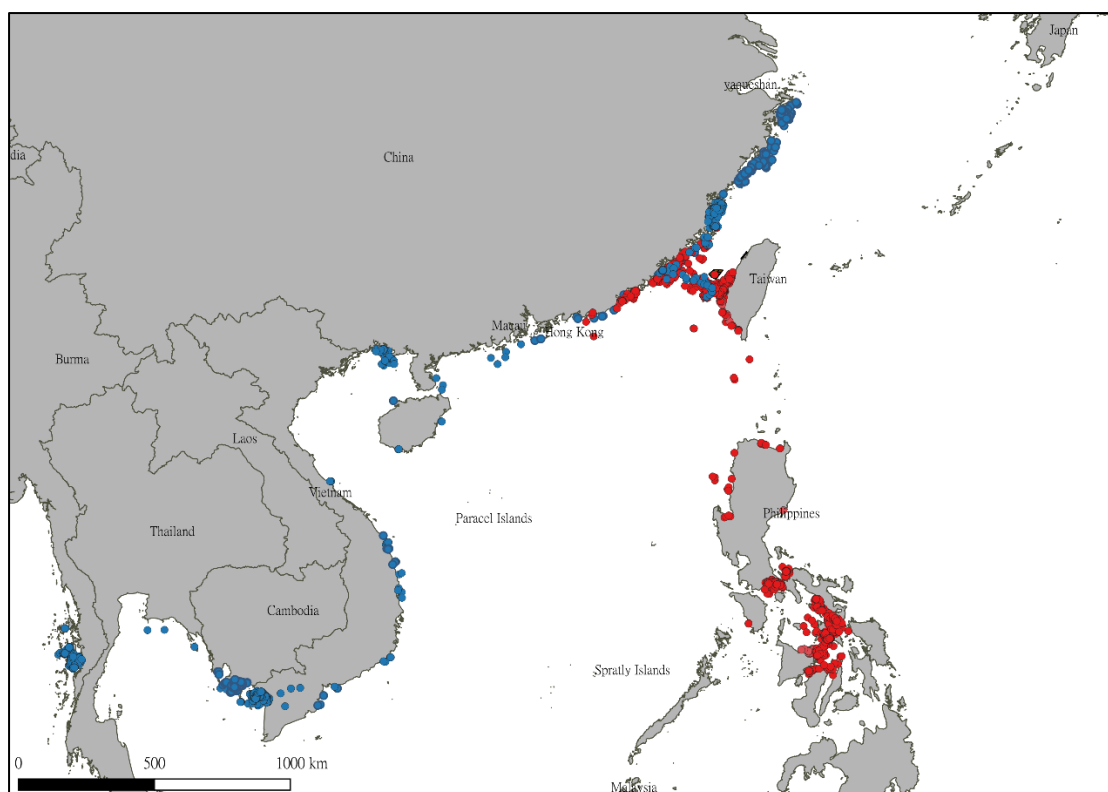 Japan
yaqueshan
China
dia
Taiwan
Macau
Hong Kong
Burma
Laos
Vietnam
Paracel Islands
Philippines
Thailand
Cambodia
Spratly Islands
0 500 1000 km
Malaysia